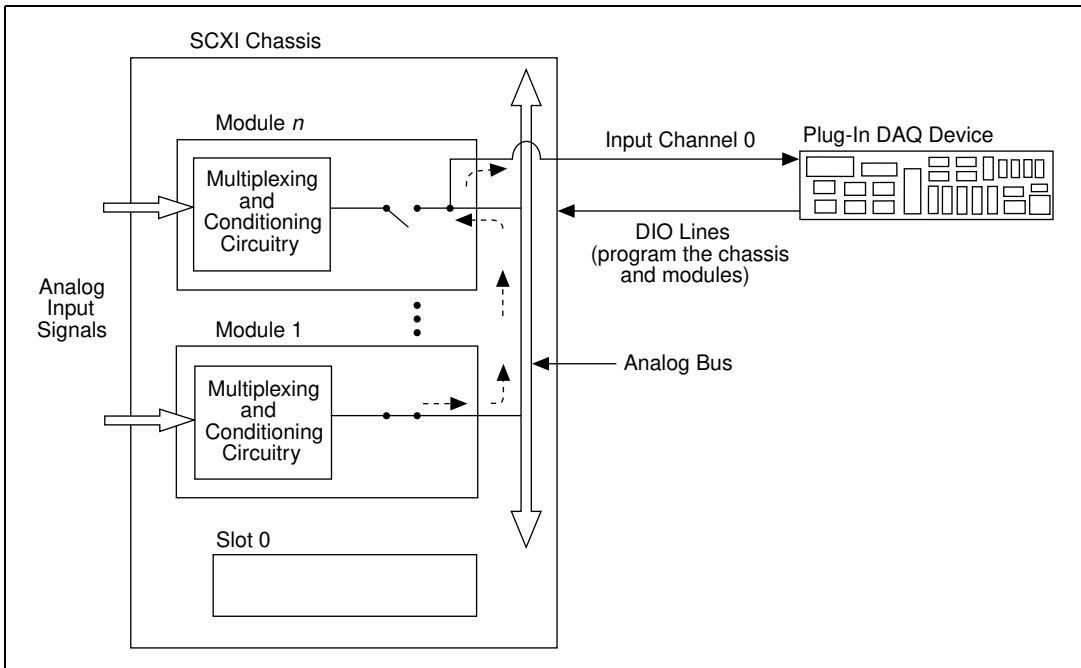 SCXI Chassis
Module n
Multiplexing
and
Conditioning
Circuitry
Input Channel 0
Plug-In DAQ Device
DIO Lines
(program the chassis
and modules)
Analog
Input
Signals
Module 1
Multiplexing
and
Conditioning
Circuitry
Analog Bus
Slot 0